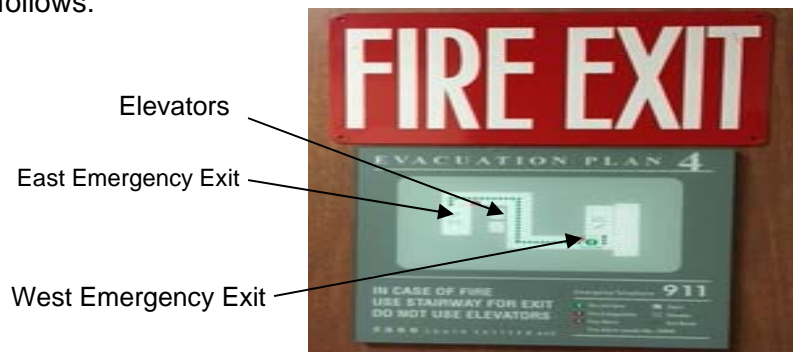 follows:
FIRE EXIT
Elevators
EVACUATION PLAN 4
East Emergency Exit
West Emergency Exit
911
IN CASE OF FIRE
USE STAIRWAY FOR EXIT
DO NOT USE ELEVATORS